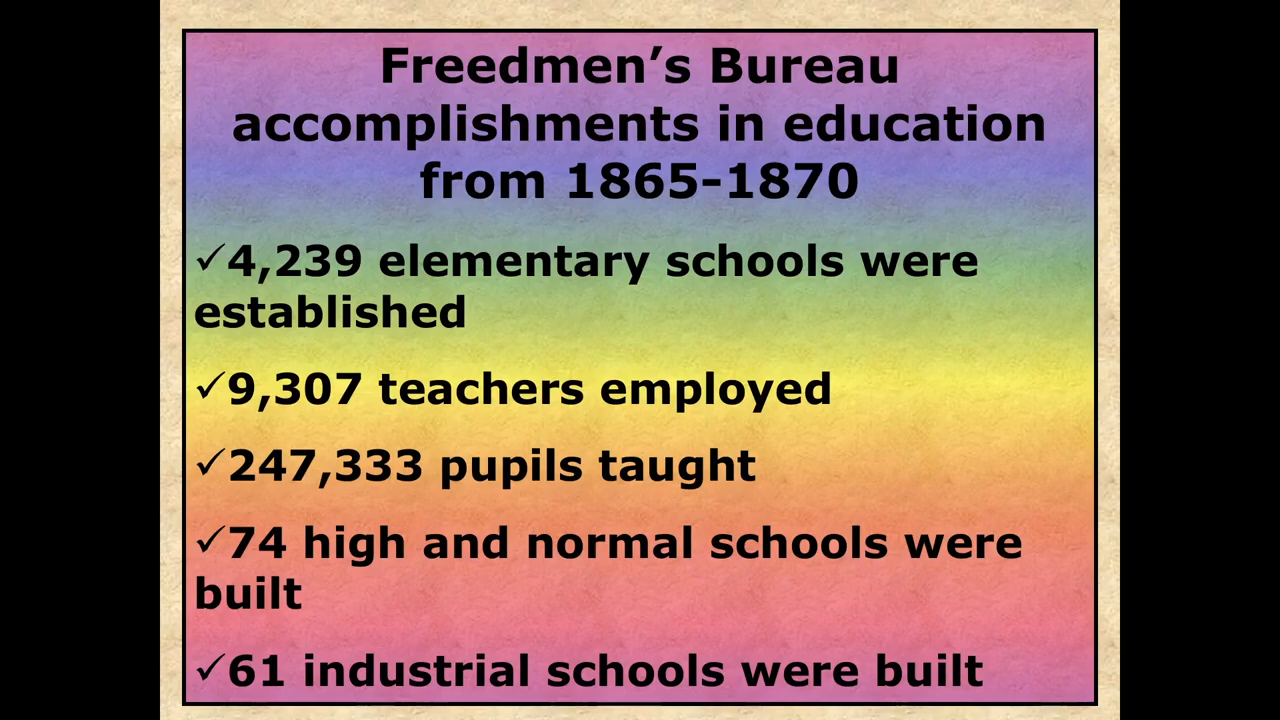 Freedmen’s Bureau
accomplishments in education
from 1865-1870
✓4,239 elementary schools were
established
✓9,307 teachers employed
✓247,333 pupils taught
✓74 high and normal schools were
built
✓61 industrial schools were built